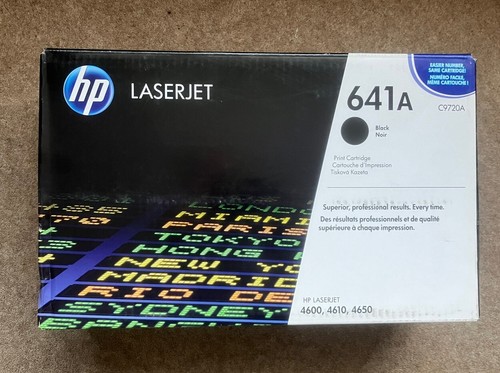 hp
LASERJET
641A
EASIER NUMBER,
SAME CARTRIDGE!
NUMÉRO FACILE,
MÊME CARTOUCHE!
C9720A
Black
Noir
Print Cartridge
Cartouche d'Impression
Tisková Kazeta
Superior, professional results. Every time.
Des résultats professionnels et de qualité
supérieure à chaque impression.
MIAMI
PARIS
TOKYO
HONG
NEW YO
MADRID
RIO DE
HP LASERJET
4600, 4610, 4650